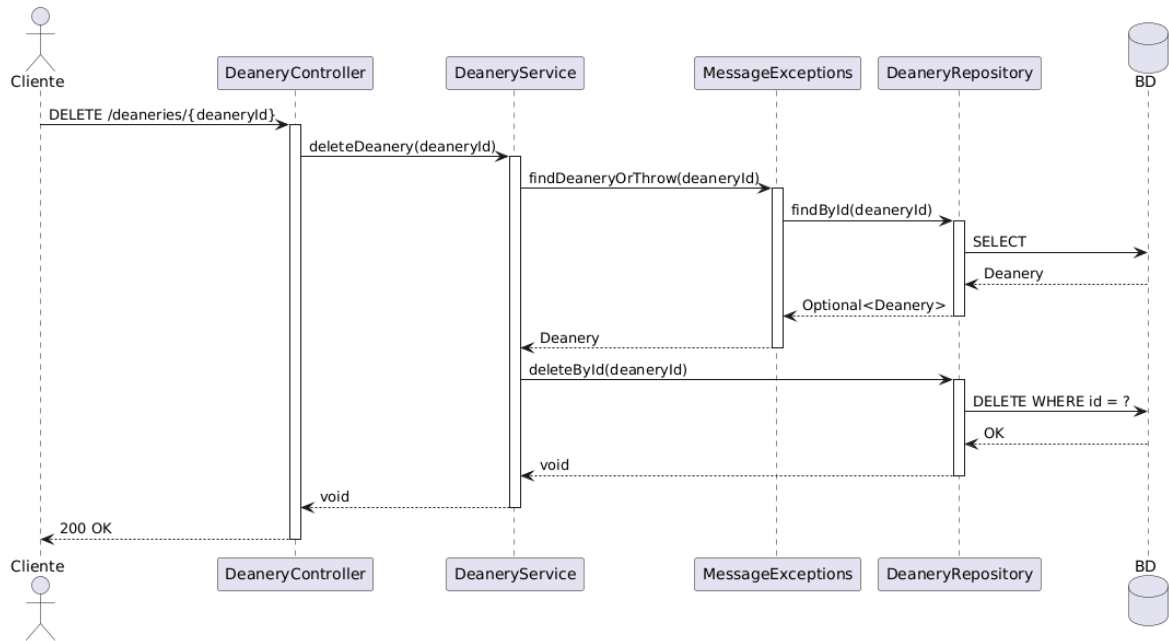 Cliente
DeaneryController
DeaneryService
MessageExceptions
DeaneryRepository
BD
DELETE /deaneries/{deaneryId}
deleteDeanery(deaneryId)
findDeaneryOrThrow(deaneryId)
findById(deaneryId)
SELECT
Deanery
Optional<Deanery>
Deanery
deleteById(deaneryId)
DELETE WHERE id = ?
OK
void
void
200 OK
Cliente
DeaneryController
DeaneryService
MessageExceptions
DeaneryRepository
BD